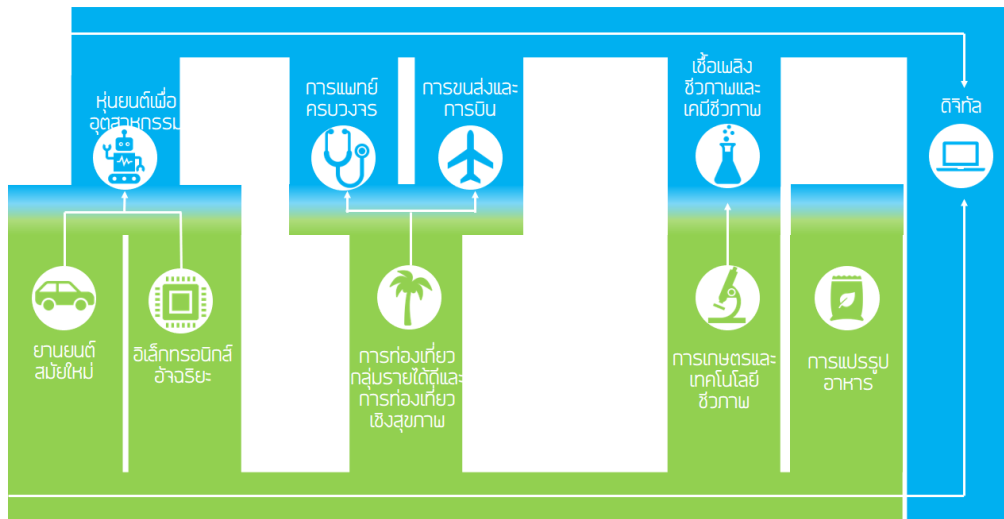 หุ่นยนต์เพื่อ
อุตสาหกรรม
การแพทย์
ครบวงจร
การขนส่งและ
การบิน
เชื้อเพลิง
ชีวภาพและ
เคมีชีวภาพ
ดิจิทัล
ยานยนต์
สมัยใหม่
อิเล็กทรอนิกส์
อัจฉริยะ
การท่องเที่ยว
กลุ่มรายได้ดีและ
การท่องเที่ยว
เชิงสุขภาพ
การเกษตรและ
เทคโนโลยี
ชีวภาพ
การแปรรูป
อาหาร